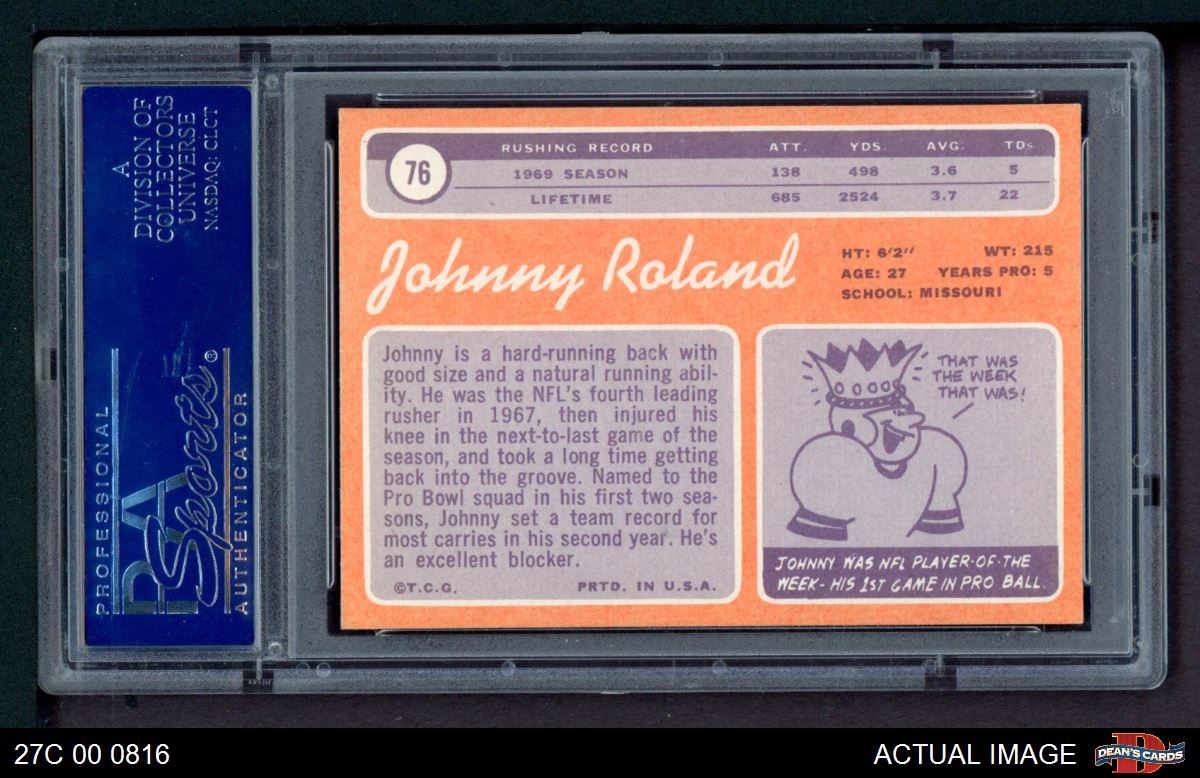 A
DIVISION OF
COLLECTORS
UNIVERSE
NASDAQ: CLCT
PROFESSIONAL
PSA
Sports®
AUTHENTICATOR
76
RUSHING RECORD ATT. YDS. AVG. TDs
1969 SEASON 138 498 3.6 5
LIFETIME 685 2524 3.7 22
Johnny Roland
HT: 6'2'' WT: 215
AGE: 27 YEARS PRO: 5
SCHOOL: MISSOURI
Johnny is a hard-running back with
good size and a natural running abil-
ity. He was the NFL's fourth leading
rusher in 1967, then injured his
knee in the next-to-last game of the
season, and took a long time getting
back into the groove. Named to the
Pro Bowl squad in his first two sea-
sons, Johnny set a team record for
most carries in his second year. He's
an excellent blocker.
©T.C.G. PRTD. IN U.S.A.
THAT WAS
THE WEEK
THAT WAS!
JOHNNY WAS NFL PLAYER-OF-THE
WEEK- HIS 1ST GAME IN PRO BALL.
27C 00 0816
ACTUAL IMAGE
D
DEAN'S CARDS